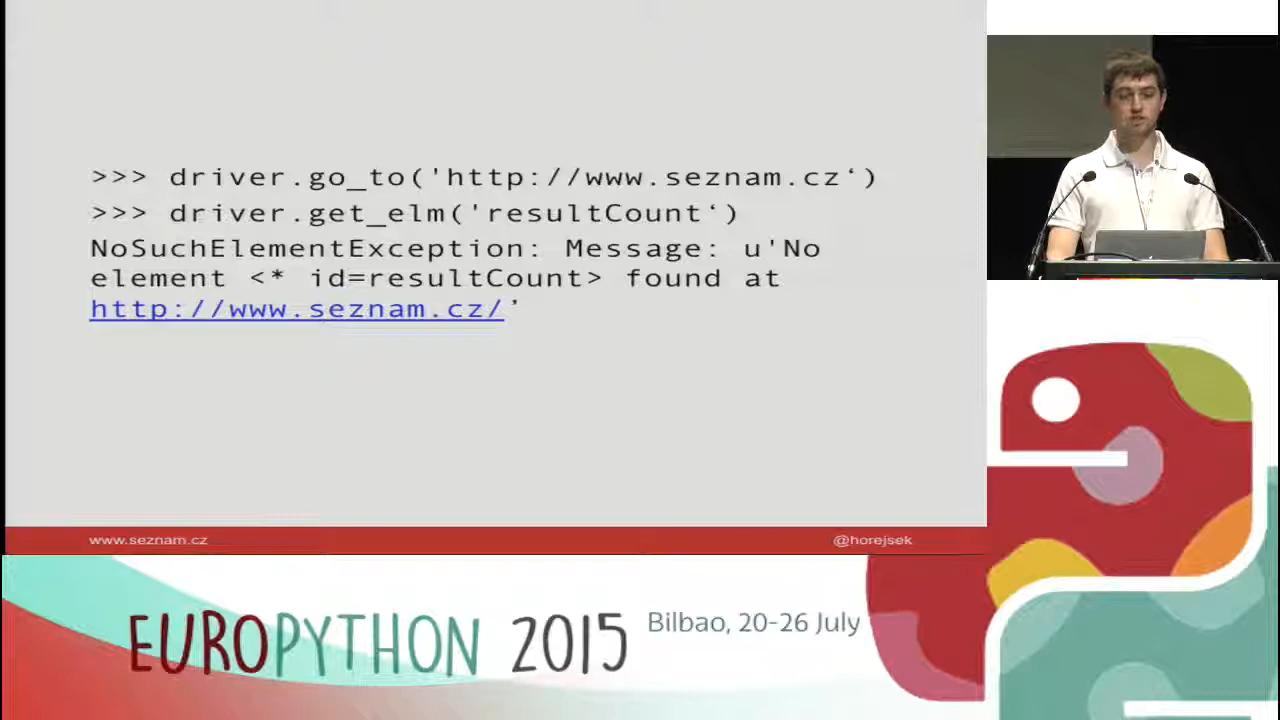 >>> driver.go_to('http://www.seznam.cz‘)
>>> driver.get_elm('resultCount‘)
NoSuchElementException: Message: u'No
element <* id=resultCount> found at
http://www.seznam.cz/’
www.seznam.cz
@horejsek
EUROPYTHON 2015
Bilbao, 20-26 July